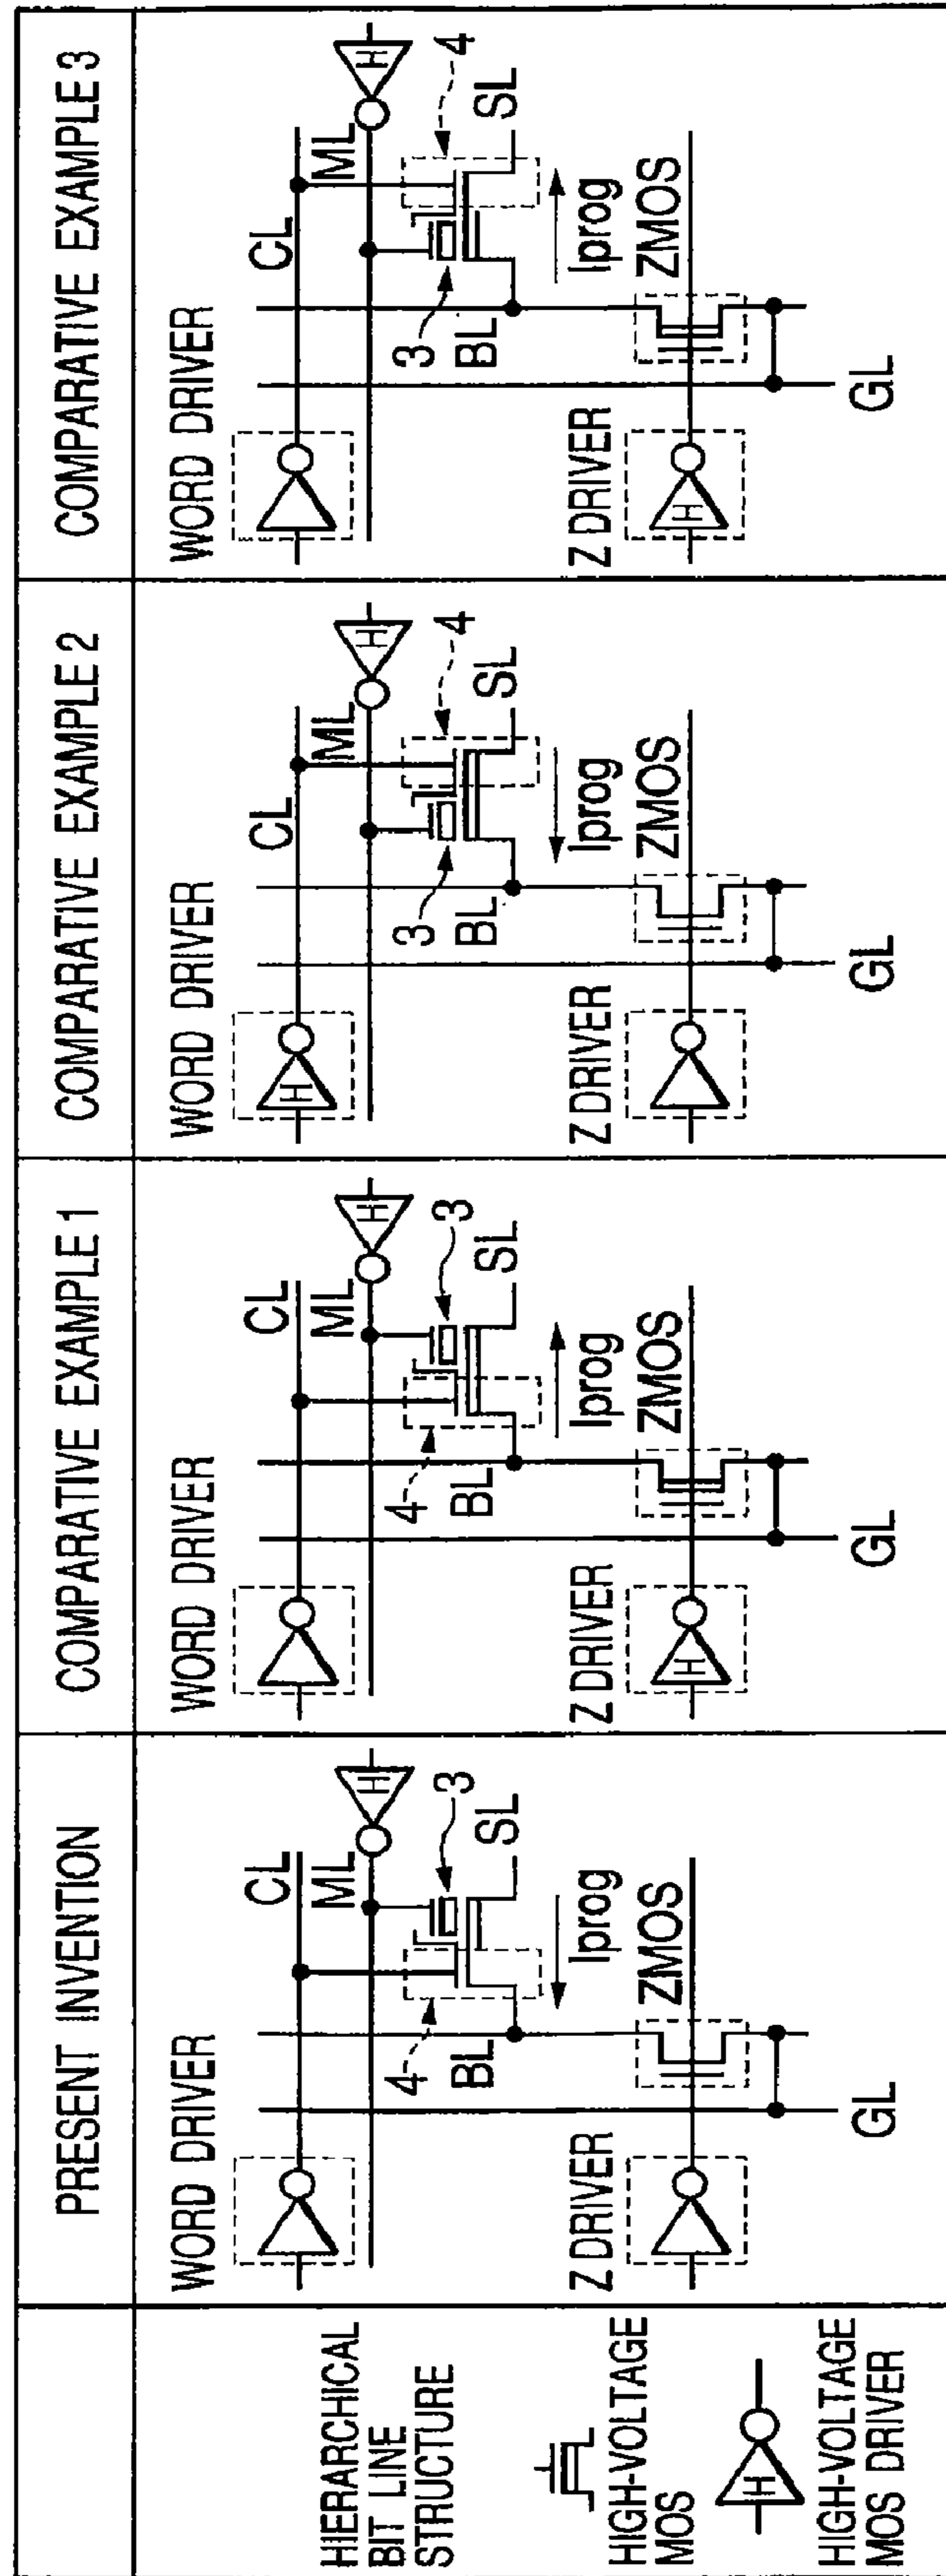 HIERARCHICAL
BIT LINE
STRUCTURE
HIGH-VOLTAGE
MOS
H
HIGH-VOLTAGE
MOS DRIVER
PRESENT INVENTION
WORD DRIVER
CL
ML
H
3
4
SL
BL
Iprog
ZMOS
Z DRIVER
GL
COMPARATIVE EXAMPLE 1
WORD DRIVER
CL
ML
H
3
4
SL
BL
Iprog
ZMOS
Z DRIVER
H
GL
COMPARATIVE EXAMPLE 2
WORD DRIVER
H
CL
ML
H
4
3
SL
BL
Iprog
ZMOS
Z DRIVER
GL
COMPARATIVE EXAMPLE 3
WORD DRIVER
CL
ML
H
4
3
SL
BL
Iprog
ZMOS
Z DRIVER
H
GL